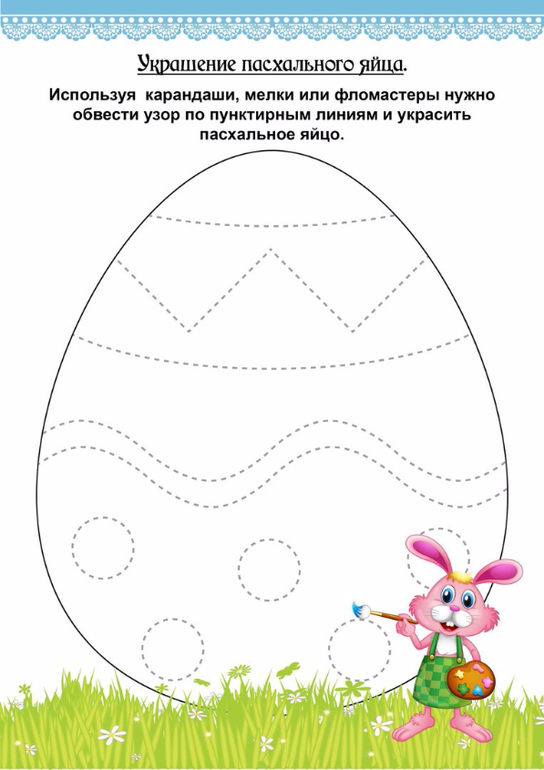 Украшение пасхального яйца.
Используя карандаши, мелки или фломастеры нужно
обвести узор по пунктирным линиям и украсить
пасхальное яйцо.